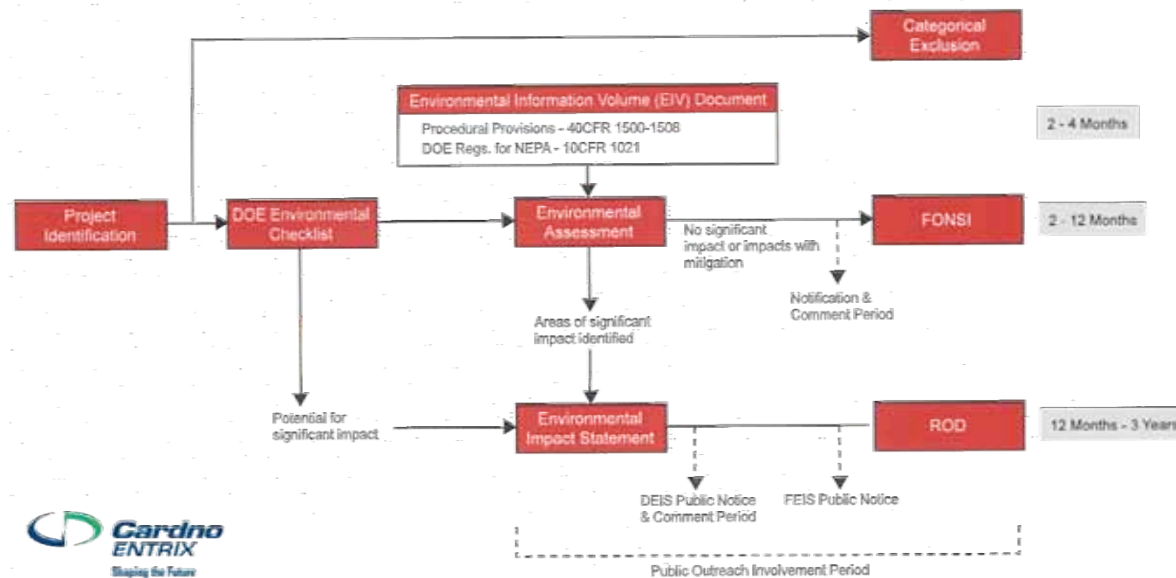 Categorical
Exclusion
Environmental Information Volume (EIV) Document
Procedural Provisions - 40CFR 1500-1508
DOE Regs. for NEPA - 10CFR 1021
2 - 4 Months
Project
Identification
DOE Environmental
Checklist
Environmental
Assessment
No significant
impact or impacts with
mitigation
FONSI
2 - 12 Months
Notification &
Comment Period
Areas of significant
impact identified
Potential for
significant impact
Environmental
Impact Statement
ROD
12 Months - 3 Years
DEIS Public Notice
& Comment Period
FEIS Public Notice
Public Outreach Involvement Period
Cardno
ENTRIX
Shaping the Future